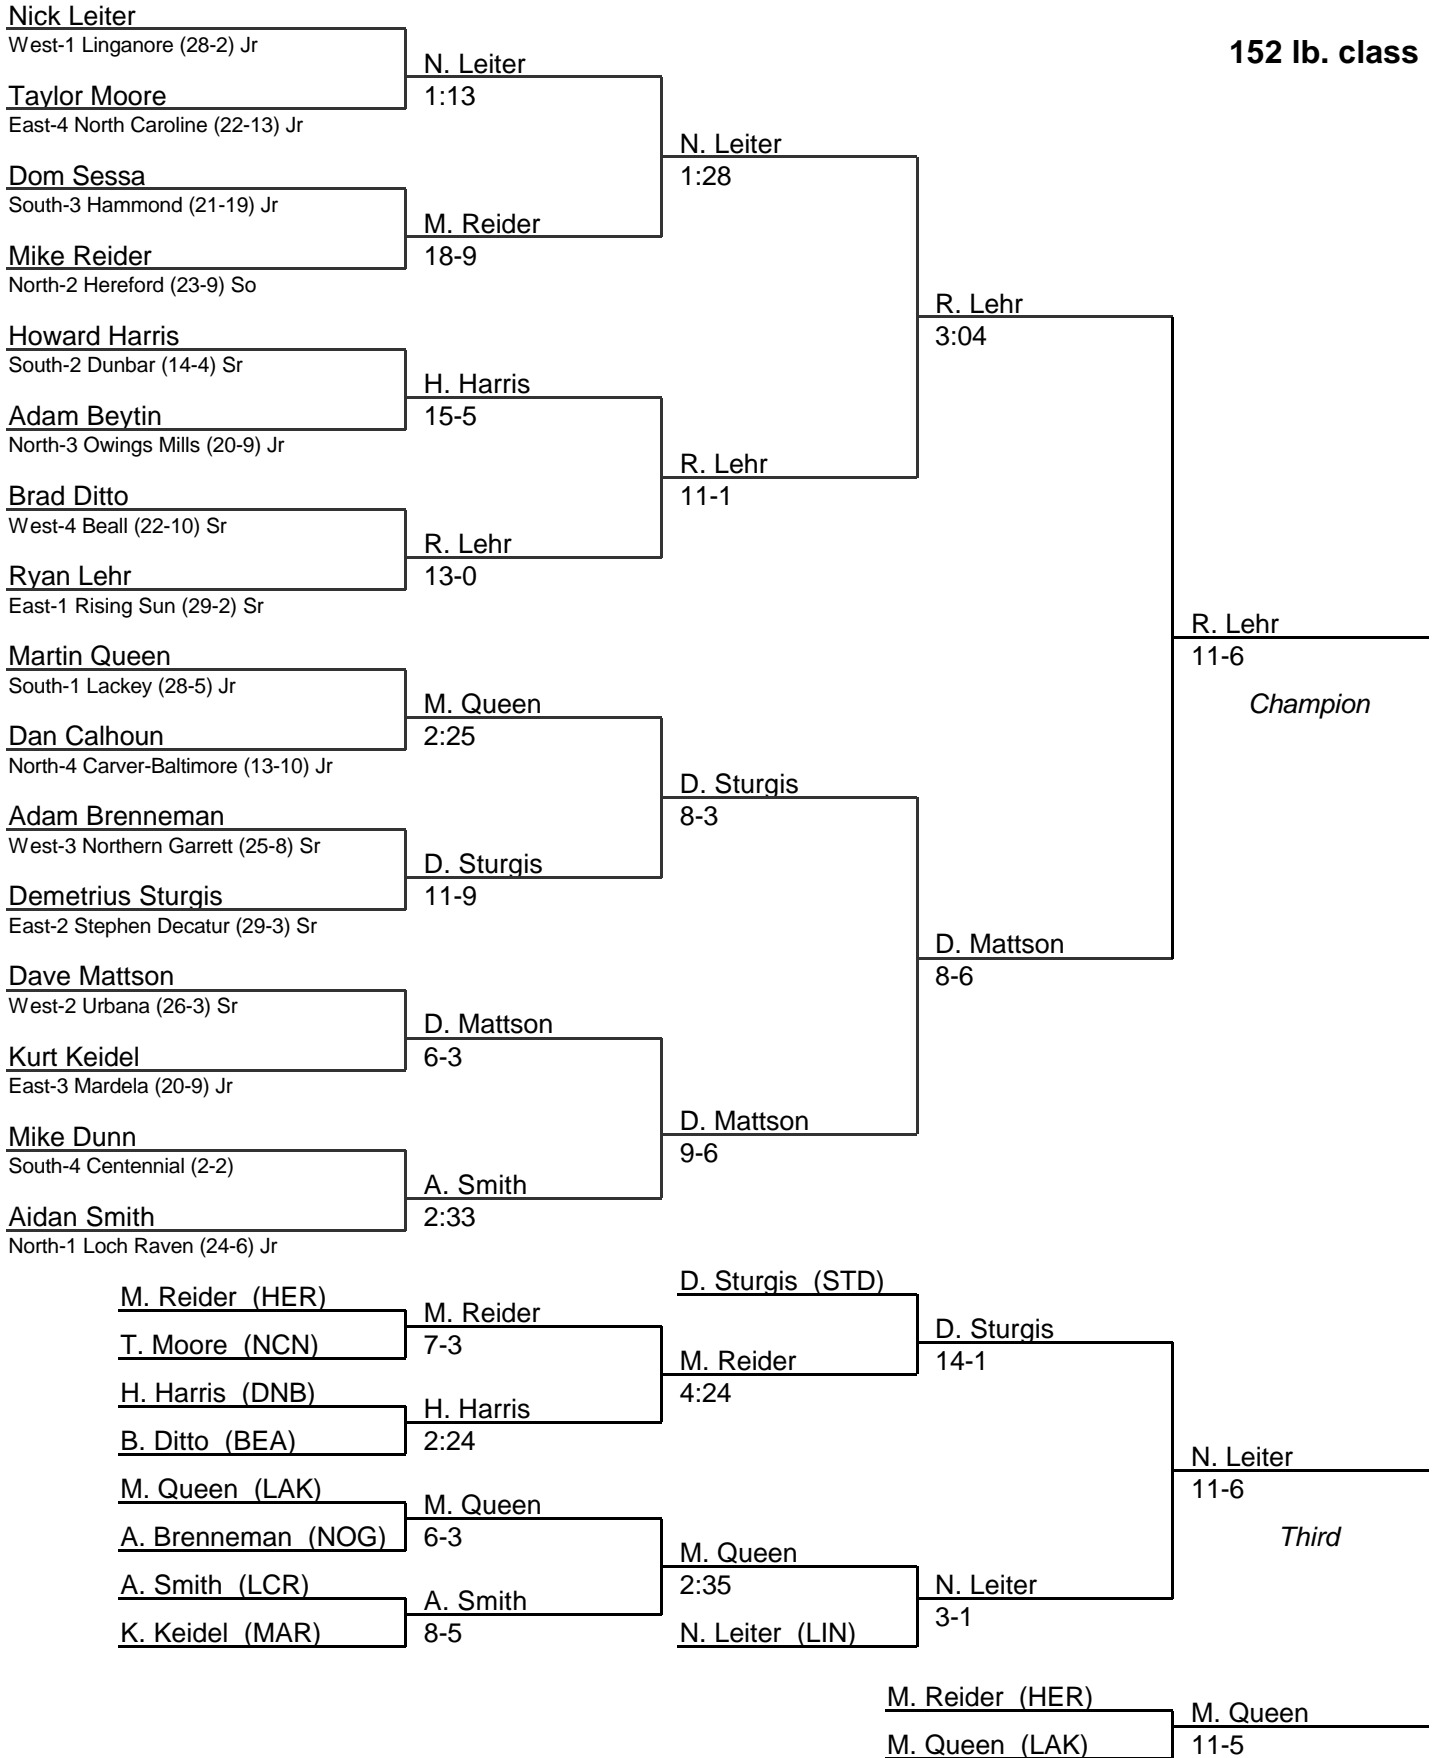 Nick Leiter
West-1 Linganore (28-2) Jr
152 lb. class
N. Leiter
1:13
Taylor Moore
East-4 North Caroline (22-13) Jr
N. Leiter
1:28
Dom Sessa
South-3 Hammond (21-19) Jr
M. Reider
18-9
Mike Reider
North-2 Hereford (23-9) So
R. Lehr
3:04
Howard Harris
South-2 Dunbar (14-4) Sr
H. Harris
15-5
Adam Beytin
North-3 Owings Mills (20-9) Jr
R. Lehr
11-1
Brad Ditto
West-4 Beall (22-10) Sr
R. Lehr
13-0
Ryan Lehr
East-1 Rising Sun (29-2) Sr
R. Lehr
11-6
Champion
Martin Queen
South-1 Lackey (28-5) Jr
M. Queen
2:25
Dan Calhoun
North-4 Carver-Baltimore (13-10) Jr
D. Sturgis
8-3
Adam Brenneman
West-3 Northern Garrett (25-8) Sr
D. Sturgis
11-9
Demetrius Sturgis
East-2 Stephen Decatur (29-3) Sr
D. Mattson
8-6
Dave Mattson
West-2 Urbana (26-3) Sr
D. Mattson
6-3
Kurt Keidel
East-3 Mardela (20-9) Jr
D. Mattson
9-6
Mike Dunn
South-4 Centennial (2-2)
A. Smith
2:33
Aidan Smith
North-1 Loch Raven (24-6) Jr
D. Sturgis (STD)
M. Reider (HER)
M. Reider
7-3
T. Moore (NCN)
D. Sturgis
14-1
M. Reider
4:24
H. Harris (DNB)
H. Harris
2:24
B. Ditto (BEA)
N. Leiter
11-6
Third
M. Queen (LAK)
M. Queen
6-3
A. Brenneman (NOG)
M. Queen
2:35
A. Smith (LCR)
A. Smith
8-5
K. Keidel (MAR)
N. Leiter
3-1
N. Leiter (LIN)
M. Reider (HER)
M. Queen
11-5
M. Queen (LAK)